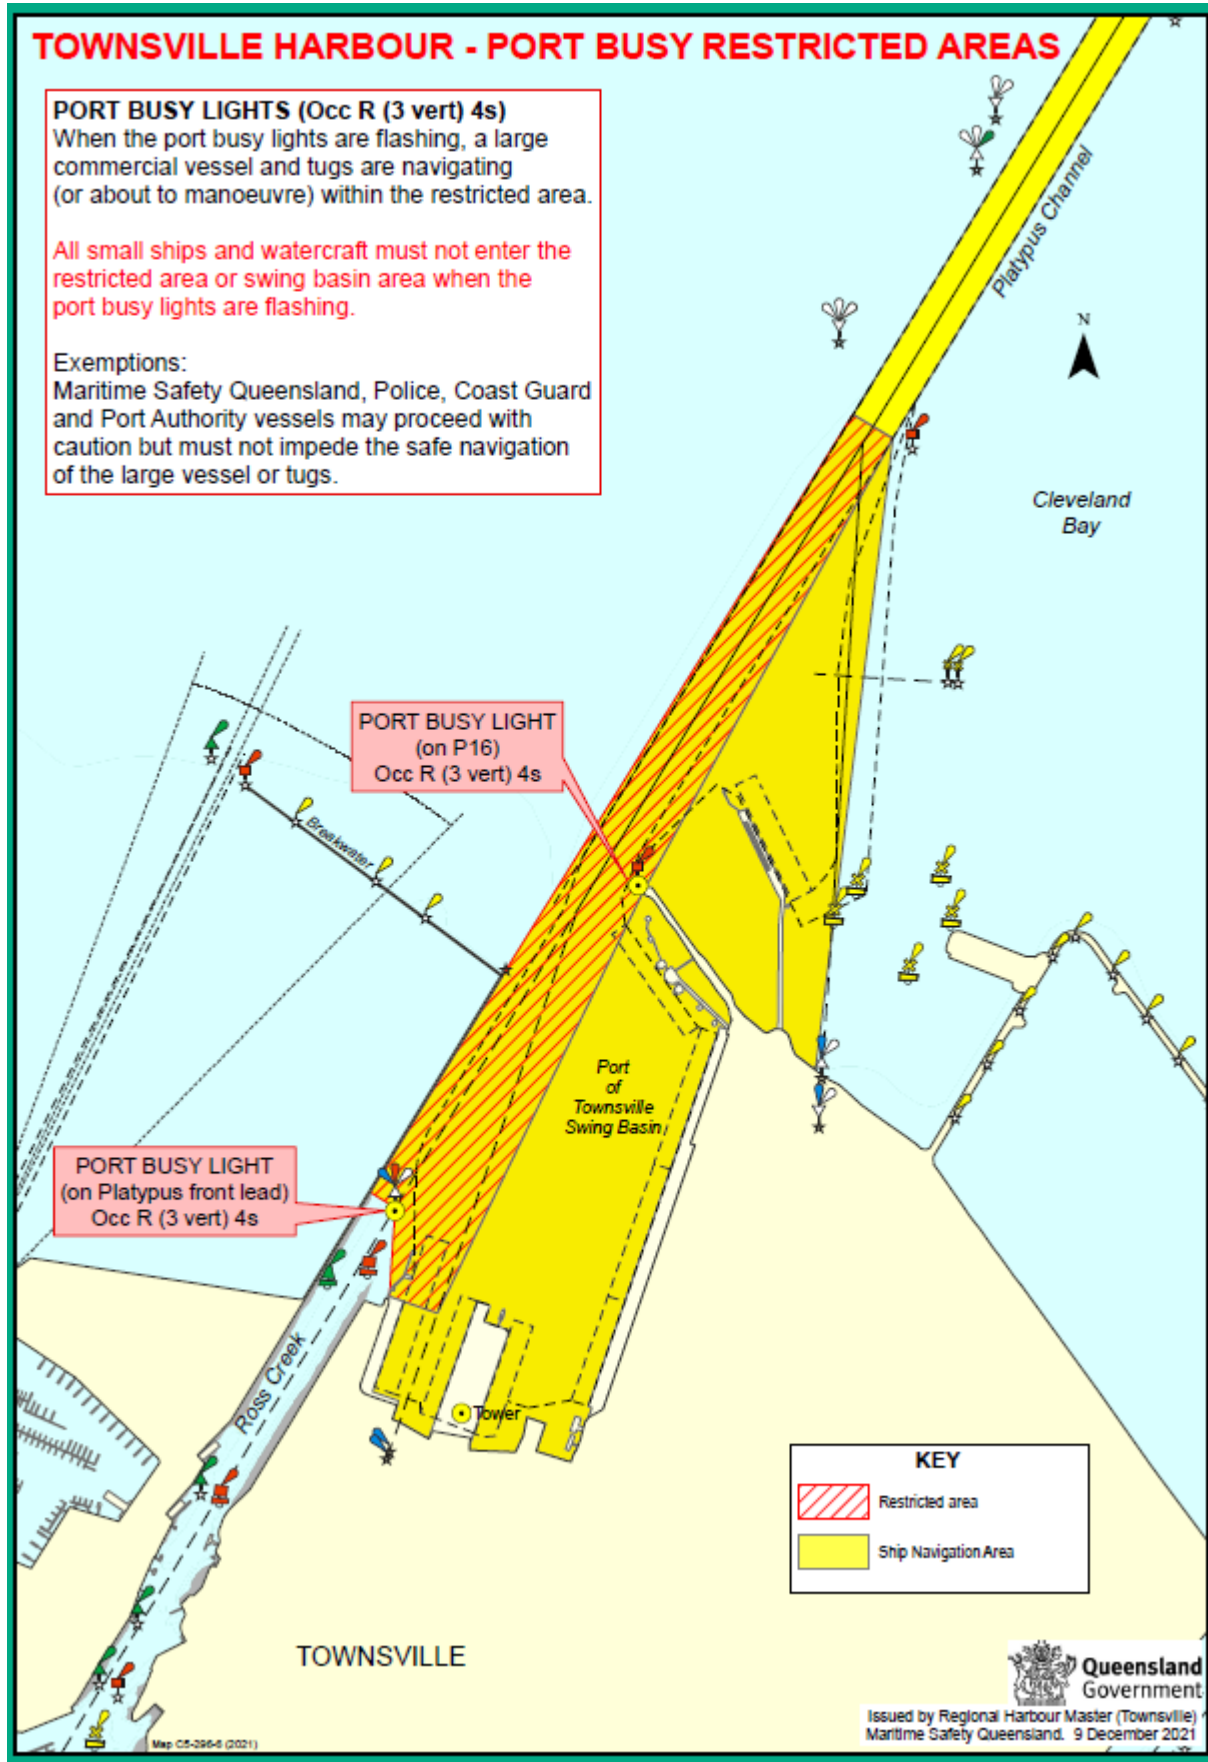 TOWNSVILLE HARBOUR - PORT BUSY RESTRICTED AREAS
PORT BUSY LIGHTS (Occ R (3 vert) 4s)
When the port busy lights are flashing, a large
commercial vessel and tugs are navigating
(or about to manoeuvre) within the restricted area.
All small ships and watercraft must not enter the
restricted area or swing basin area when the
port busy lights are flashing.
Exemptions:
Maritime Safety Queensland, Police, Coast Guard
and Port Authority vessels may proceed with
caution but must not impede the safe navigation
of the large vessel or tugs.
Platypus Channel
N
Cleveland
Bay
PORT BUSY LIGHT
(on P16)
Occ R (3 vert) 4s
Breakwater
Port
of
Townsville
Swing Basin
PORT BUSY LIGHT
(on Platypus front lead)
Occ R (3 vert) 4s
Ross Creek
Tower
KEY
Restricted area
Ship Navigation Area
TOWNSVILLE
Queensland
Government
Issued by Regional Harbour Master (Townsville)
Maritime Safety Queensland. 9 December 2021
Map C5-296-6 (2021)